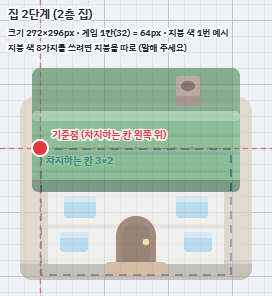 집 2단계 (2층 집)
크기 272×296px · 게임 1칸(32) = 64px · 지붕 색 1번 예시
지붕 색 8가지를 쓰려면 지붕을 따로 (말해 주세요)
기준점 (차지하는 칸 왼쪽 위)
차지하는 칸 3×2